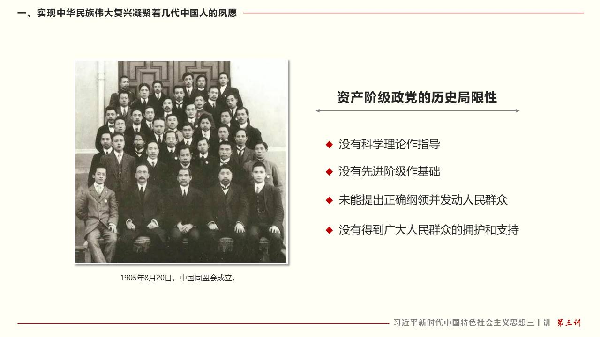 一、实现中华民族伟大复兴凝聚着几代中国人的夙愿
资产阶级政党的历史局限性
没有科学理论作指导
没有先进阶级作基础
未能提出正确纲领并发动人民群众
没有得到广大人民群众的拥护和支持
1905年8月20日，中国同盟会成立。
习近平新时代中国特色社会主义思想三十讲 第三讲